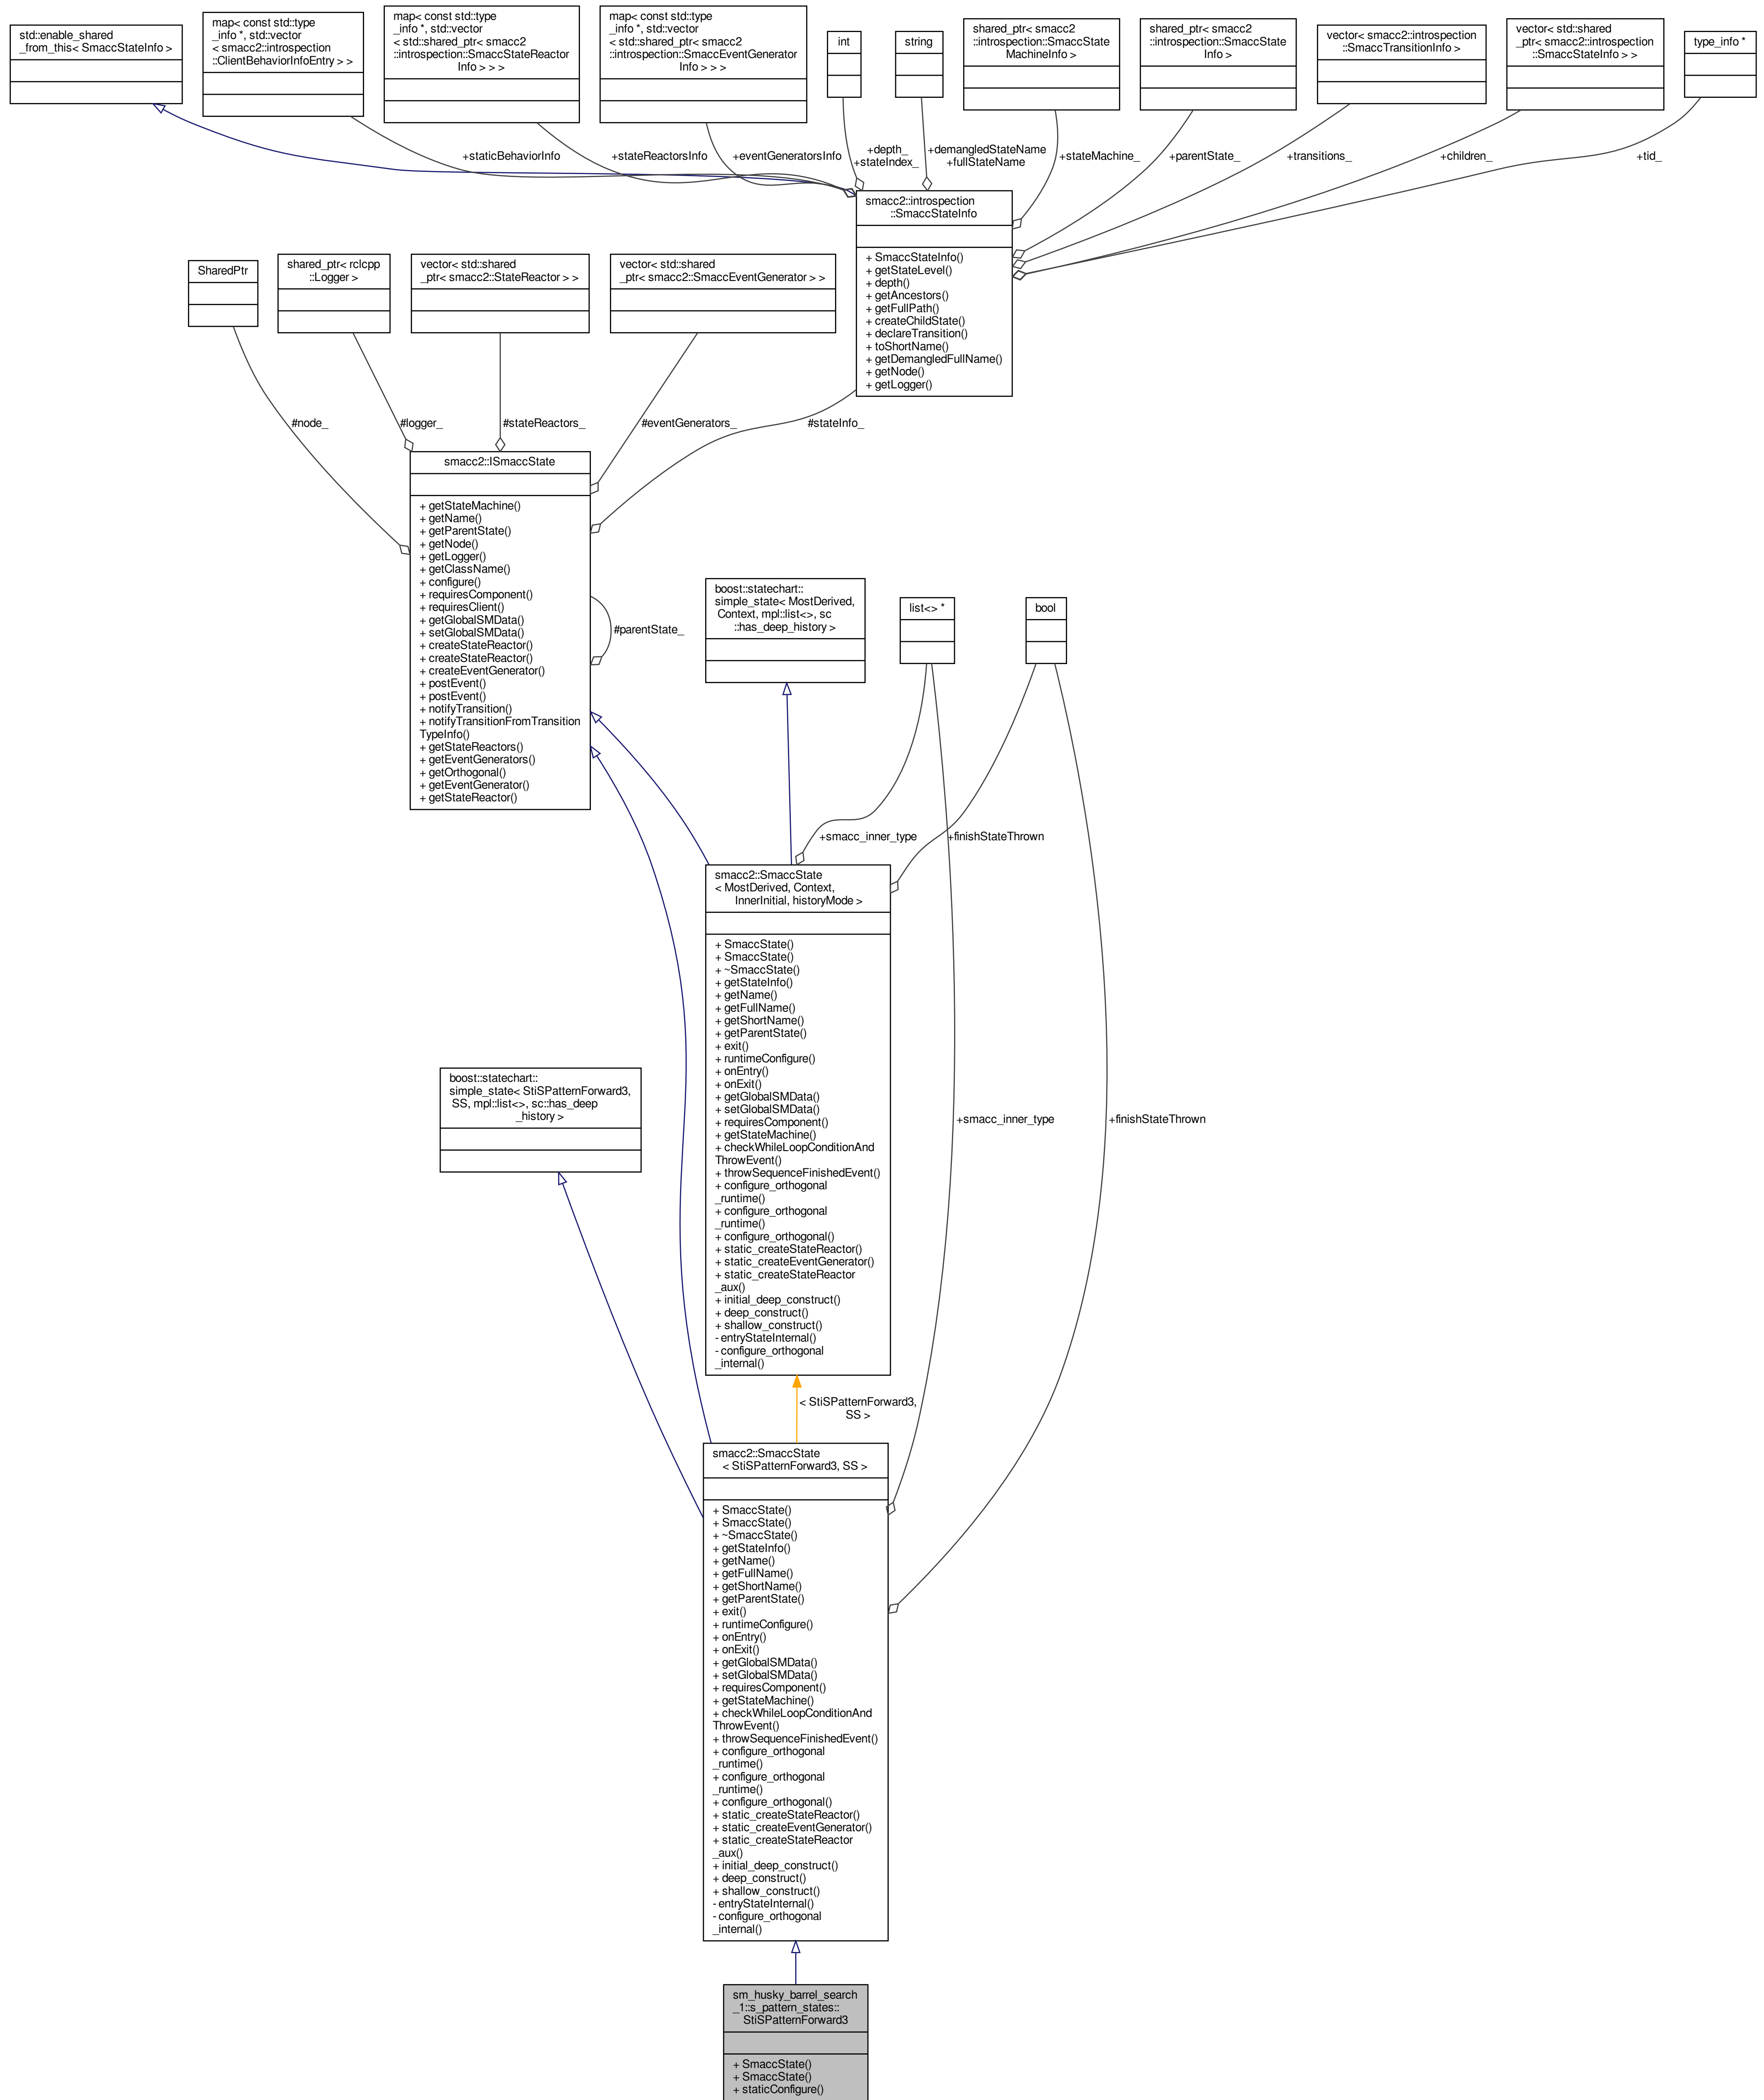 std::enable_shared
_from_this< SmaccStateInfo >
map< const std::type
_info *, std::vector
< smacc2::introspection
::ClientBehaviorInfoEntry > >
map< const std::type
_info *, std::vector
< std::shared_ptr< smacc2
::introspection::SmaccStateReactor
Info > > >
map< const std::type
_info *, std::vector
< std::shared_ptr< smacc2
::introspection::SmaccEventGenerator
Info > > >
int
string
shared_ptr< smacc2
::introspection::SmaccState
MachineInfo >
shared_ptr< smacc2
::introspection::SmaccState
Info >
vector< smacc2::introspection
::SmaccTransitionInfo >
vector< std::shared
_ptr< smacc2::introspection
::SmaccStateInfo > >
type_info *
+staticBehaviorInfo
+stateReactorsInfo
+eventGeneratorsInfo
+depth_
+stateIndex_
+demangledStateName
+fullStateName
+stateMachine_
+parentState_
+transitions_
+children_
+tid_
smacc2::introspection
::SmaccStateInfo
+ SmaccStateInfo()
+ getStateLevel()
+ depth()
+ getAncestors()
+ getFullPath()
+ createChildState()
+ declareTransition()
+ toShortName()
+ getDemangledFullName()
+ getNode()
+ getLogger()
SharedPtr
shared_ptr< rclcpp
::Logger >
vector< std::shared
_ptr< smacc2::StateReactor > >
vector< std::shared
_ptr< smacc2::SmaccEventGenerator > >
#node_
#logger_
#stateReactors_
#eventGenerators_
#stateInfo_
smacc2::ISmaccState
+ getStateMachine()
+ getName()
+ getParentState()
+ getNode()
+ getLogger()
+ getClassName()
+ configure()
+ requiresComponent()
+ requiresClient()
+ getGlobalSMData()
+ setGlobalSMData()
+ createStateReactor()
+ createStateReactor()
+ createEventGenerator()
+ postEvent()
+ postEvent()
+ notifyTransition()
+ notifyTransitionFromTransition
TypeInfo()
+ getStateReactors()
+ getEventGenerators()
+ getOrthogonal()
+ getEventGenerator()
+ getStateReactor()
#parentState_
boost::statechart::
simple_state< MostDerived,
Context, mpl::list<>, sc
::has_deep_history >
list<> *
bool
+smacc_inner_type
+finishStateThrown
smacc2::SmaccState
< MostDerived, Context,
InnerInitial, historyMode >
+ SmaccState()
+ SmaccState()
+ ~SmaccState()
+ getStateInfo()
+ getName()
+ getFullName()
+ getShortName()
+ getParentState()
+ exit()
+ runtimeConfigure()
+ onEntry()
+ onExit()
+ getGlobalSMData()
+ setGlobalSMData()
+ requiresComponent()
+ getStateMachine()
+ checkWhileLoopConditionAnd
ThrowEvent()
+ throwSequenceFinishedEvent()
+ configure_orthogonal
_runtime()
+ configure_orthogonal
_runtime()
+ configure_orthogonal()
+ static_createStateReactor()
+ static_createEventGenerator()
+ static_createStateReactor
_aux()
+ initial_deep_construct()
+ deep_construct()
+ shallow_construct()
- entryStateInternal()
- configure_orthogonal
_internal()
boost::statechart::
simple_state< StiSPatternForward3,
SS, mpl::list<>, sc::has_deep
_history >
+smacc_inner_type
+finishStateThrown
< StiSPatternForward3,
SS >
smacc2::SmaccState
< StiSPatternForward3, SS >
+ SmaccState()
+ SmaccState()
+ ~SmaccState()
+ getStateInfo()
+ getName()
+ getFullName()
+ getShortName()
+ getParentState()
+ exit()
+ runtimeConfigure()
+ onEntry()
+ onExit()
+ getGlobalSMData()
+ setGlobalSMData()
+ requiresComponent()
+ getStateMachine()
+ checkWhileLoopConditionAnd
ThrowEvent()
+ throwSequenceFinishedEvent()
+ configure_orthogonal
_runtime()
+ configure_orthogonal
_runtime()
+ configure_orthogonal()
+ static_createStateReactor()
+ static_createEventGenerator()
+ static_createStateReactor
_aux()
+ initial_deep_construct()
+ deep_construct()
+ shallow_construct()
- entryStateInternal()
- configure_orthogonal
_internal()
sm_husky_barrel_search
_1::s_pattern_states::
StiSPatternForward3
+ SmaccState()
+ SmaccState()
+ staticConfigure()